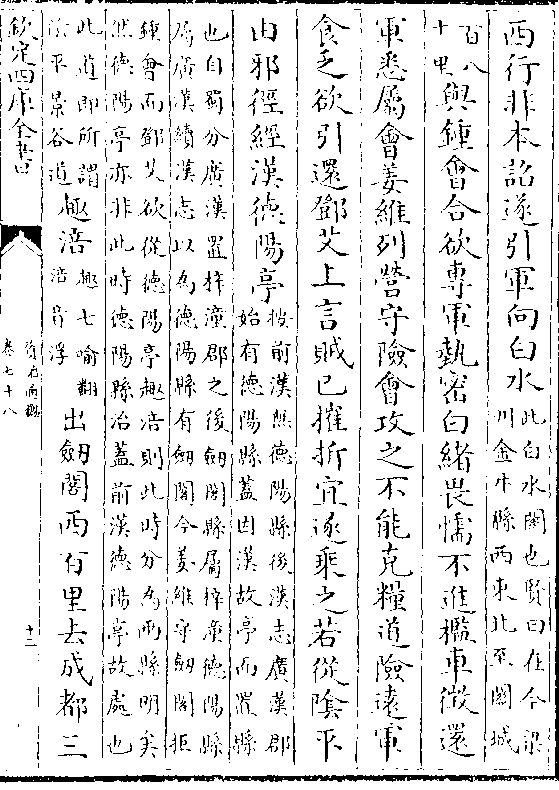 西行非本詔遂引軍向白水
此白水關也賢曰在今梁
州金牛縣西東北至關城
百八
十里
與鍾會合欲專軍勢密白緒畏懦不進檻車徵還
軍悉屬會姜維列營守險會攻之不能克糧道險遠軍
食乏欲引還鄧艾上言賊已摧折宜遂乘之若從隂平
由邪徑經漢德陽亭
按前漢無德陽縣後漢志廣漢郡
始有德陽縣蓋因漢故亭而置縣
也自蜀分廣漢置梓潼郡之後劔閣縣屬梓潼德陽縣
屬廣漢續漢志以為德陽縣有劔閣今姜維守劔閣拒
鍾會而鄧艾欲從德陽亭趣涪則此時分為兩縣明矣
然德陽亭亦非此時德陽縣治蓋前漢德陽亭故處也
此道即所謂
隂平景谷道
趣涪
趣七喻翻
涪音浮
出劔閣西百里去成都三
欽定四庫全書
資治通鑑
卷七十八
十二